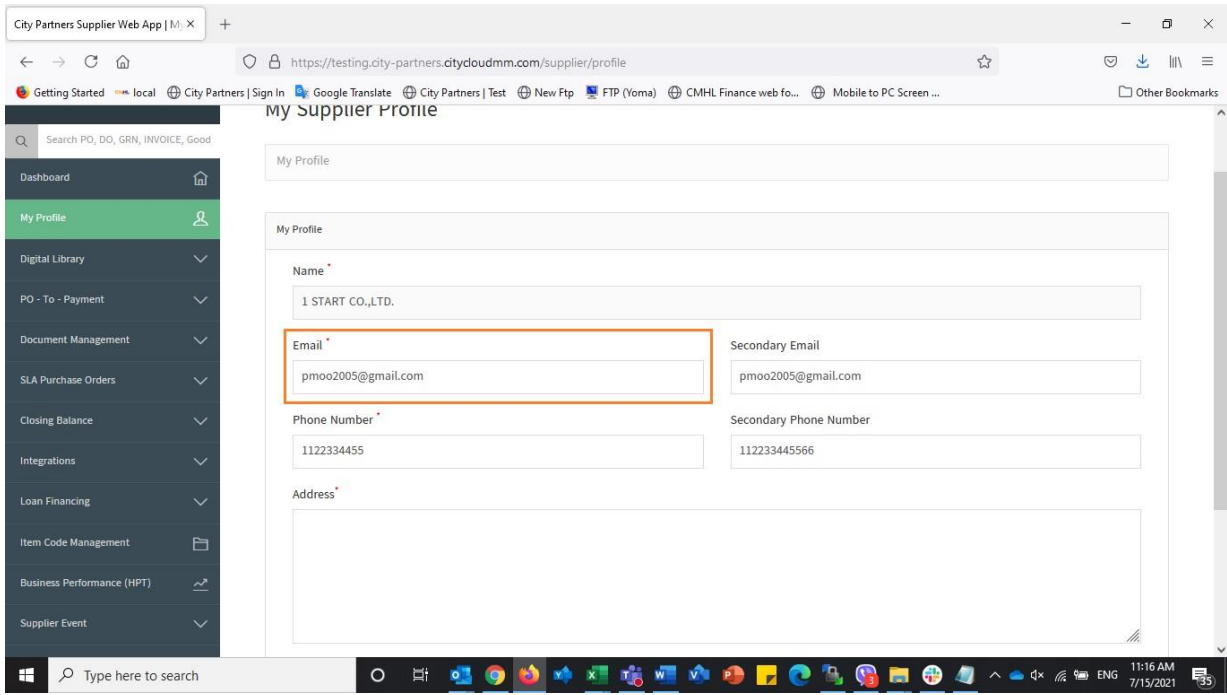 City Partners Supplier Web App | My
https://testing.city-partners.citycloudmm.com/supplier/profile
Getting Started
local
City Partners | Sign In
Google Translate
City Partners | Test
New Ftp
FTP (Yoma)
CMHL Finance web fo...
Mobile to PC Screen ...
Other Bookmarks
My Supplier Profile
Search PO, DO, GRN, INVOICE, Good
My Profile
Dashboard
My Profile
Digital Library
PO - To - Payment
Document Management
SLA Purchase Orders
Closing Balance
Integrations
Loan Financing
Item Code Management
Business Performance (HPT)
Supplier Event
My Profile
Name *
1 START CO.,LTD.
Email *
pmoo2005@gmail.com
Secondary Email
pmoo2005@gmail.com
Phone Number *
1122334455
Secondary Phone Number
112233445566
Address*
Type here to search
ENG
11:16 AM
7/15/2021
35